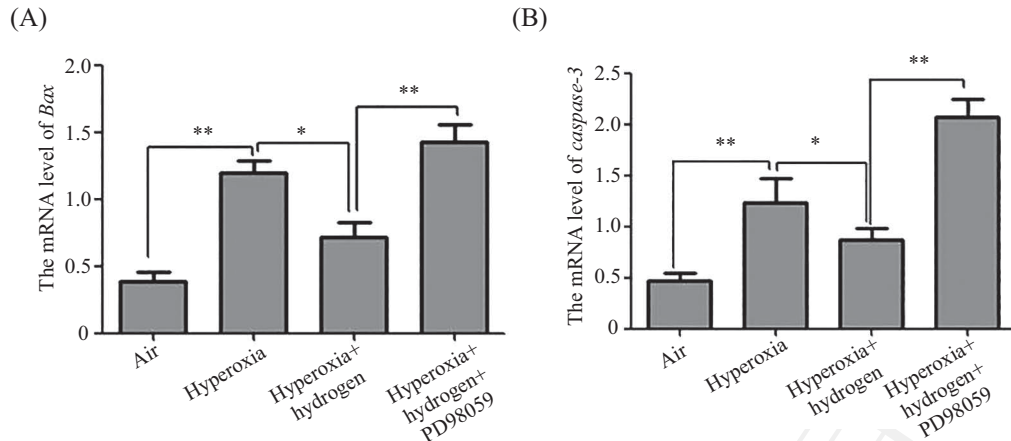 (A)
The mRNA level of Bax
2.0
1.5
1.0
0.5
0
**
*
**
Air
Hyperoxia
Hyperoxia+
hydrogen
Hyperoxia+
hydrogen+
PD98059
(B)
The mRNA level of caspase-3
2.5
2.0
1.5
1.0
0.5
0
**
*
**
Air
Hyperoxia
Hyperoxia+
hydrogen
Hyperoxia+
hydrogen+
PD98059